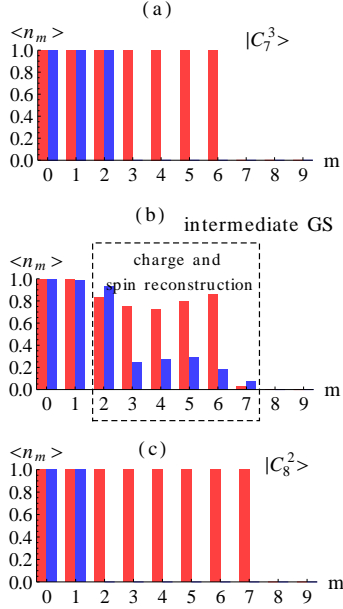 (a)
<n_m>
|C_7^3>
1.0
0.8
0.6
0.4
0.2
0.0
0 1 2 3 4 5 6 7 8 9 m
(b)
intermediate GS
<n_m>
charge and
spin reconstruction
1.0
0.8
0.6
0.4
0.2
0.0
0 1 2 3 4 5 6 7 8 9 m
(c)
<n_m>
|C_8^2>
1.0
0.8
0.6
0.4
0.2
0.0
0 1 2 3 4 5 6 7 8 9 m